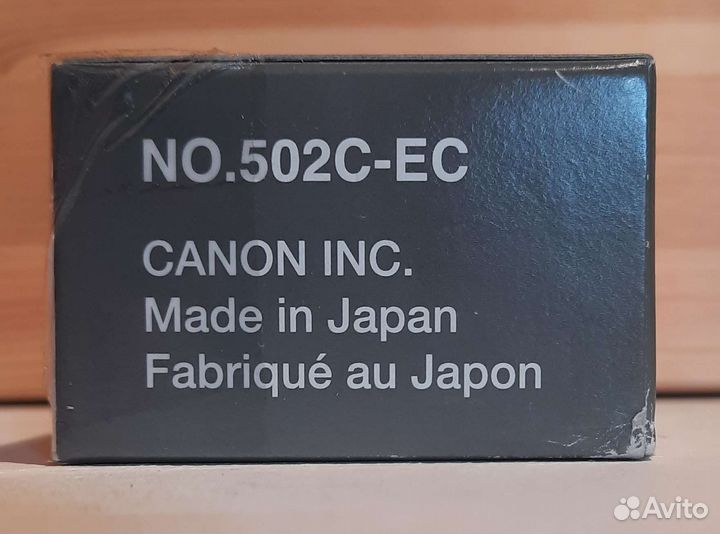 NO.502C-EC
CANON INC.
Made in Japan
Fabriqué au Japon
Avito